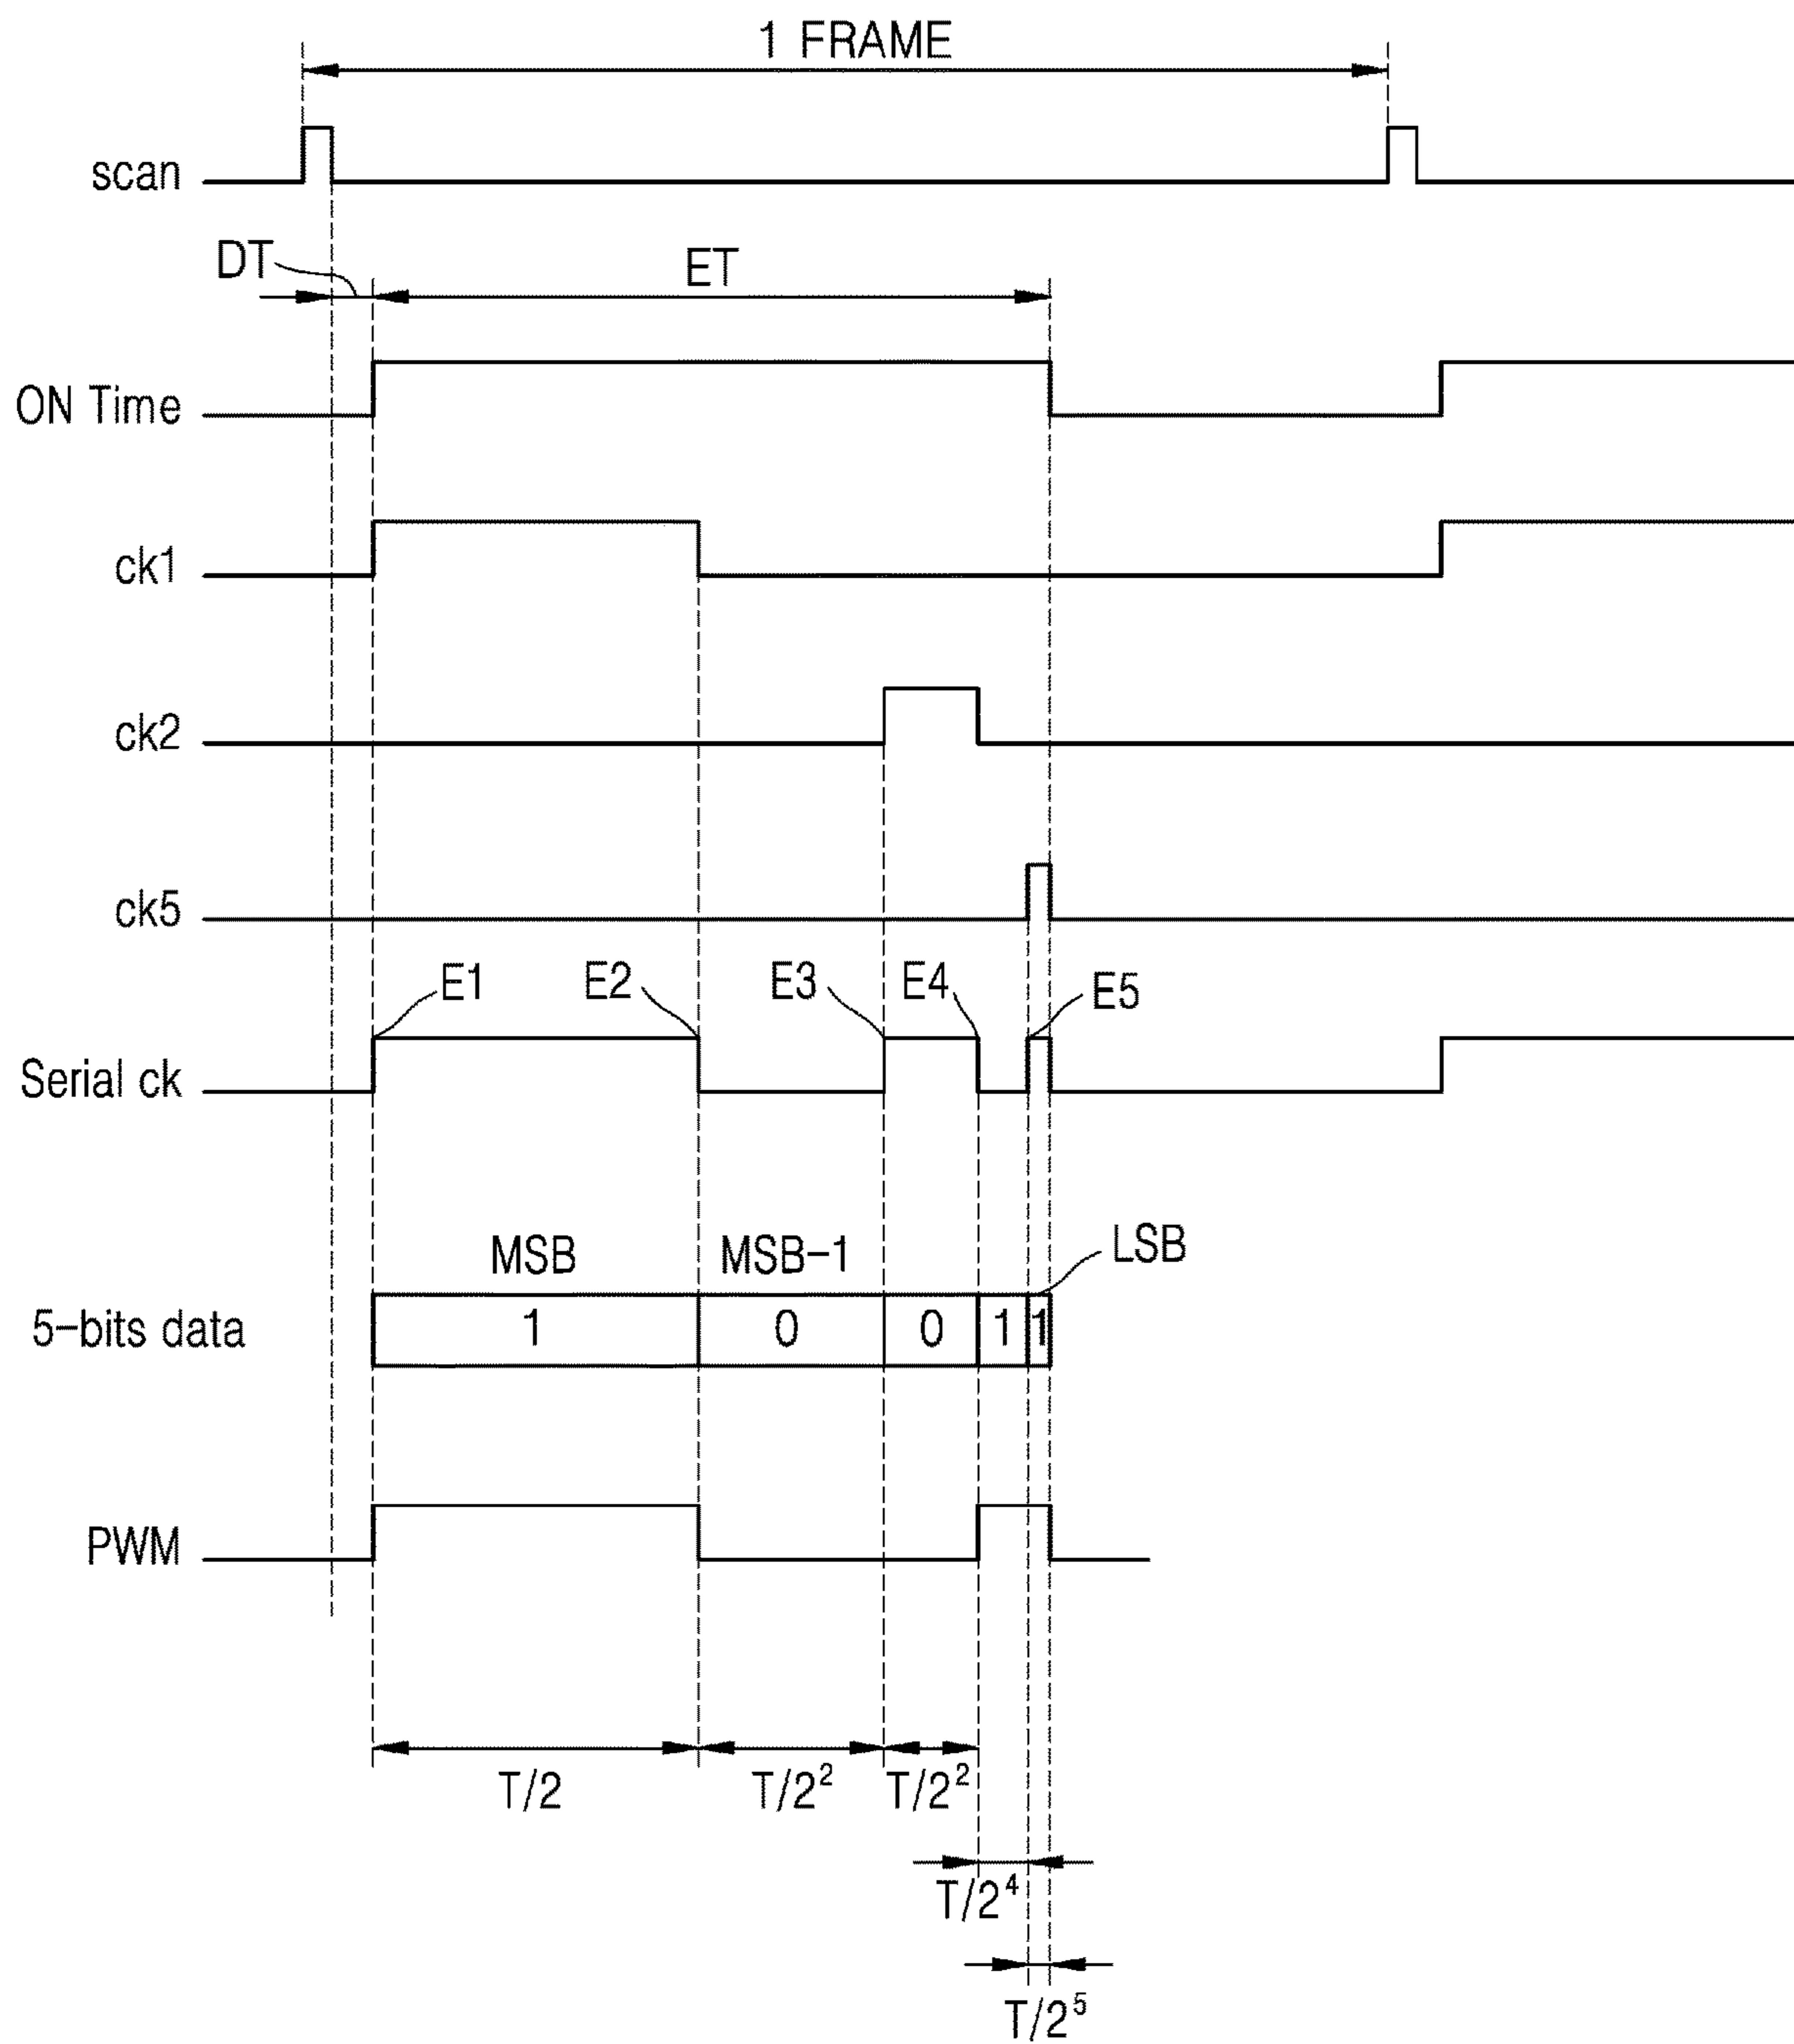 1 FRAME
scan
DT
ET
ON Time
ck1
ck2
ck5
E1
E2
E3
E4
E5
Serial ck
MSB
MSB-1
LSB
5-bits data
1
0
0
1
1
PWM
T/2
T/2²
T/2²
T/2⁴
T/2⁵